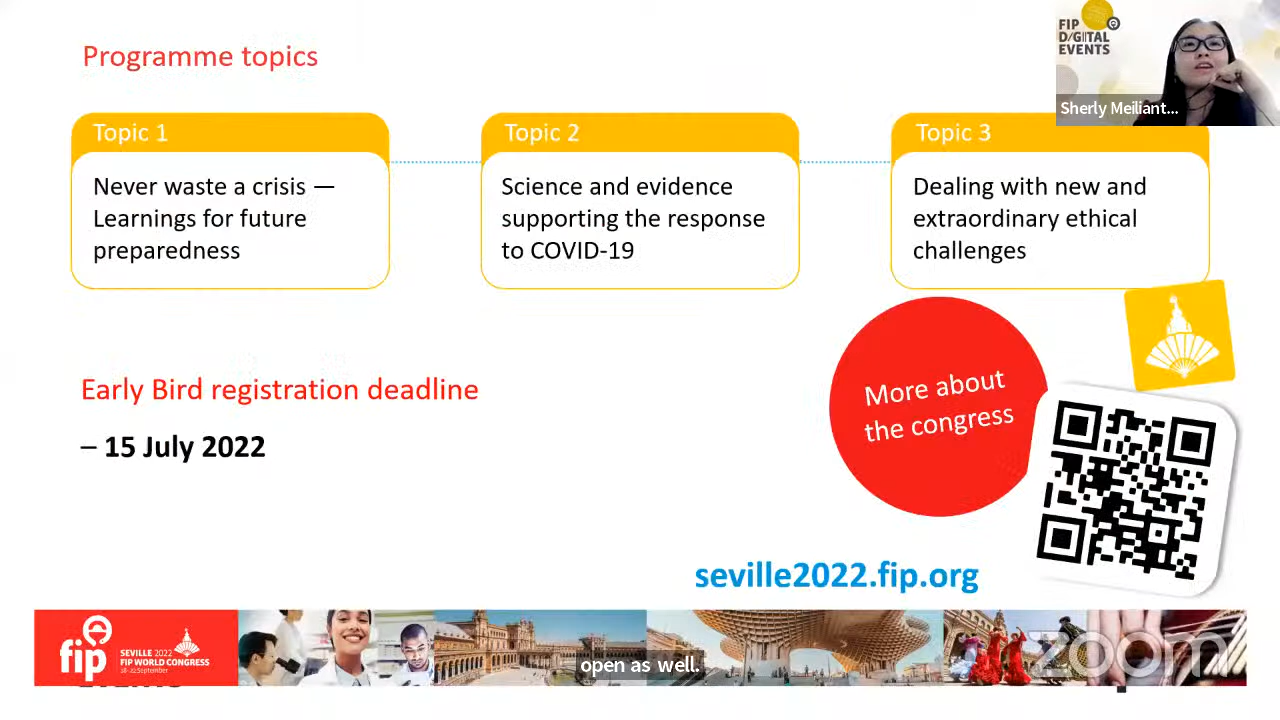 Programme topics
FIP
DIGITAL
EVENTS
Sherly Meiliant...
Topic 1
Topic 2
Topic 3
Never waste a crisis —
Learnings for future
preparedness
Science and evidence
supporting the response
to COVID-19
Dealing with new and
extraordinary ethical
challenges
More about
the congress
Early Bird registration deadline
– 15 July 2022
seville2022.fip.org
fip
SEVILLE 2022
FIP WORLD CONGRESS
18-22 September
open as well.
zoom